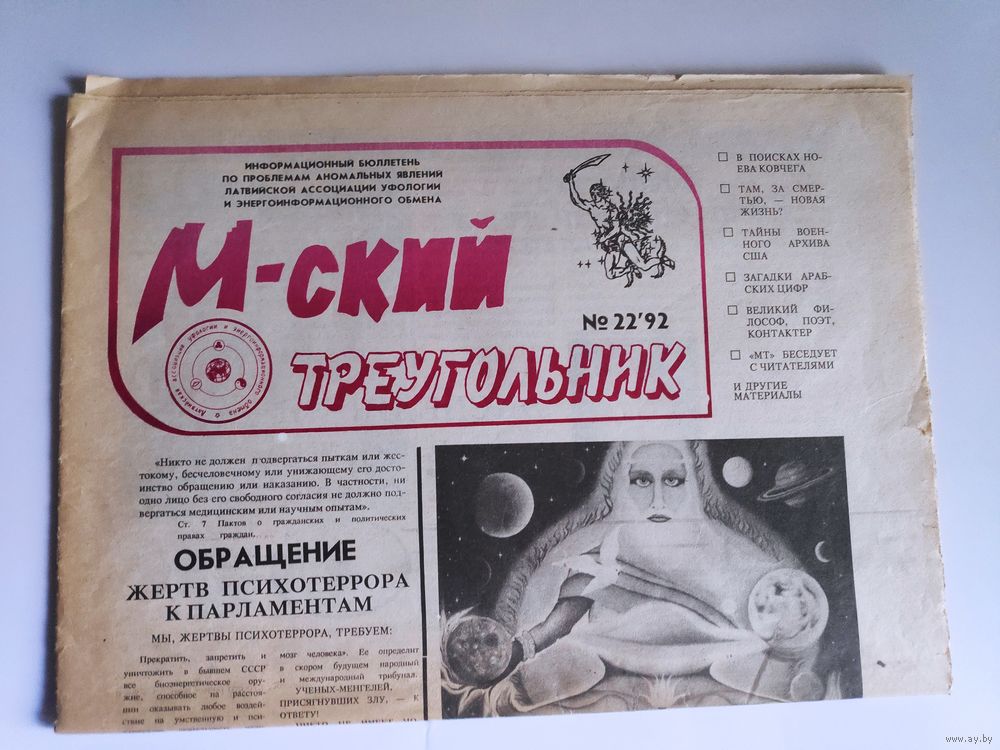 ИНФОРМАЦИОННЫЙ БЮЛЛЕТЕНЬ
ПО ПРОБЛЕМАМ АНОМАЛЬНЫХ ЯВЛЕНИЙ
ЛАТВИЙСКОЙ АССОЦИАЦИИ УФОЛОГИИ
И ЭНЕРГОИНФОРМАЦИОННОГО ОБМЕНА
М-СКИЙ
ТРЕУГОЛЬНИК
№ 22'92
Латвийская ассоциация уфологии и энергоинформационного обмена
В ПОИСКАХ НО-
ЕВА КОВЧЕГА
ТАМ, ЗА СМЕР-
ТЬЮ, — НОВАЯ
ЖИЗНЬ?
ТАЙНЫ ВОЕН-
НОГО АРХИВА
США
ЗАГАДКИ АРАБ-
СКИХ ЦИФР
ВЕЛИКИЙ ФИ-
ЛОСОФ, ПОЭТ,
КОНТАКТЕР
«МТ» БЕСЕДУЕТ
С ЧИТАТЕЛЯМИ
И ДРУГИЕ
МАТЕРИАЛЫ
«Никто не должен подвергаться пыткам или жес-
токому, бесчеловечному или унижающему его досто-
инство обращению или наказанию. В частности, ни
одно лицо без его свободного согласия не должно под-
вергаться медицинским или научным опытам».
Ст. 7 Пактов о гражданских и политических
правах граждан.
ОБРАЩЕНИЕ
ЖЕРТВ ПСИХОТЕРРОРА
К ПАРЛАМЕНТАМ
МЫ, ЖЕРТВЫ ПСИХОТЕРРОРА, ТРЕБУЕМ:
Прекратить, запретить и
уничтожить в бывшем СССР
все биоэнергетическое ору-
жие, способное на расстоя-
нии оказывать любое воздей-
ствие на умственную и пси-
мозг человека». Ее определит
в скором будущем народный
и международный трибунал.
УЧЕНЫХ-МЕНГЕЛЕЙ,
ПРИСЯГНУВШИХ ЗЛУ, — К
ОТВЕТУ!
www.ay.by